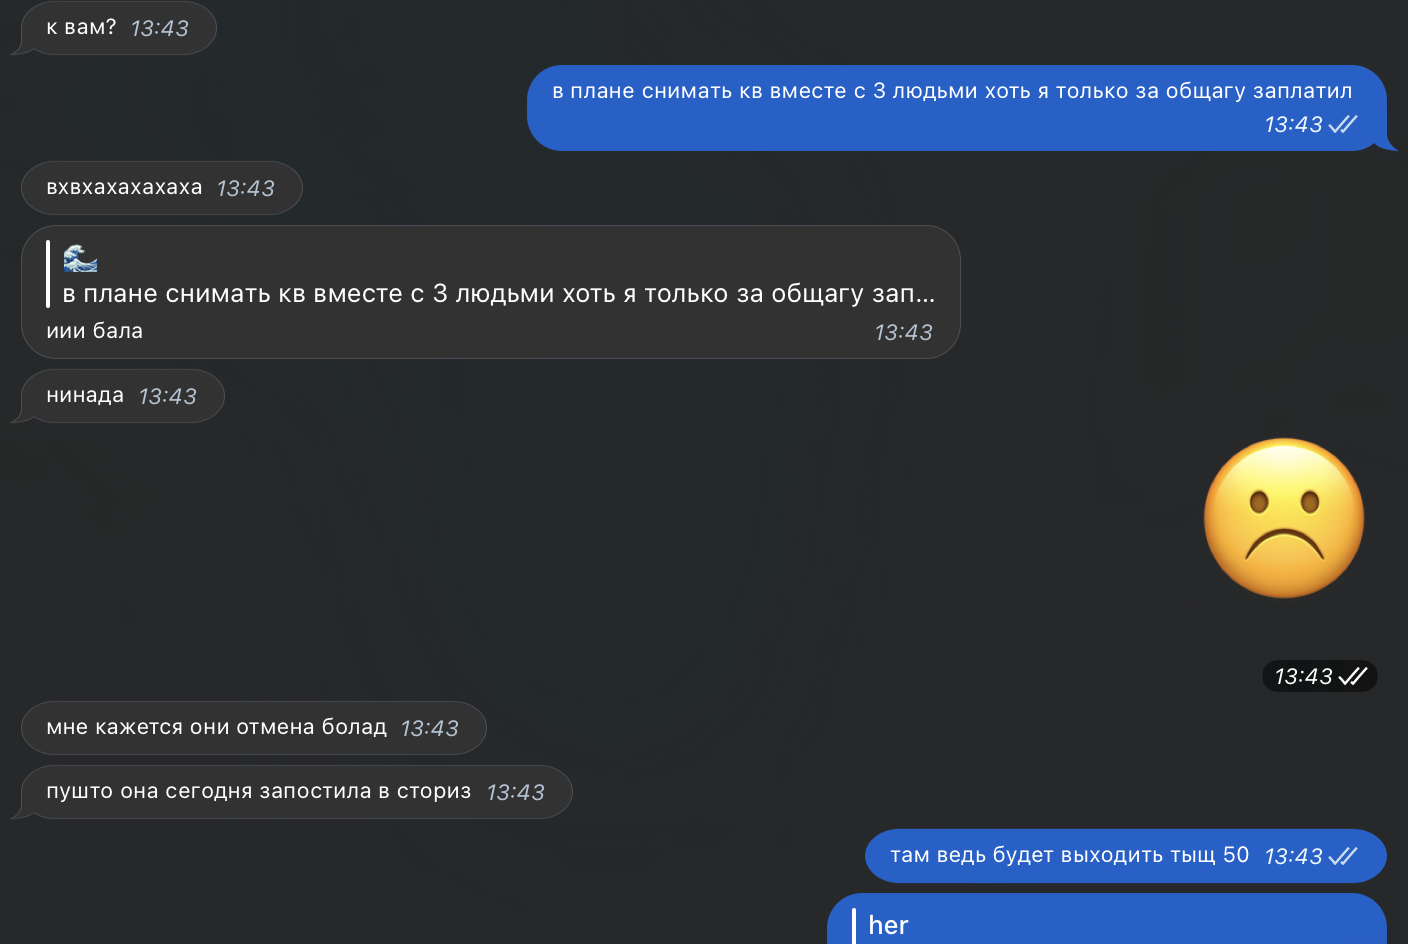 к вам? 13:43
в плане снимать кв вместе с 3 людьми хоть я только за общагу заплатил
13:43
вхвхахахахаха 13:43
в плане снимать кв вместе с 3 людьми хоть я только за общагу зап...
иии бала 13:43
нинада 13:43
13:43
мне кажется они отмена болад 13:43
пушто она сегодня запостила в сториз 13:43
там ведь будет выходить тыщ 50 13:43
her